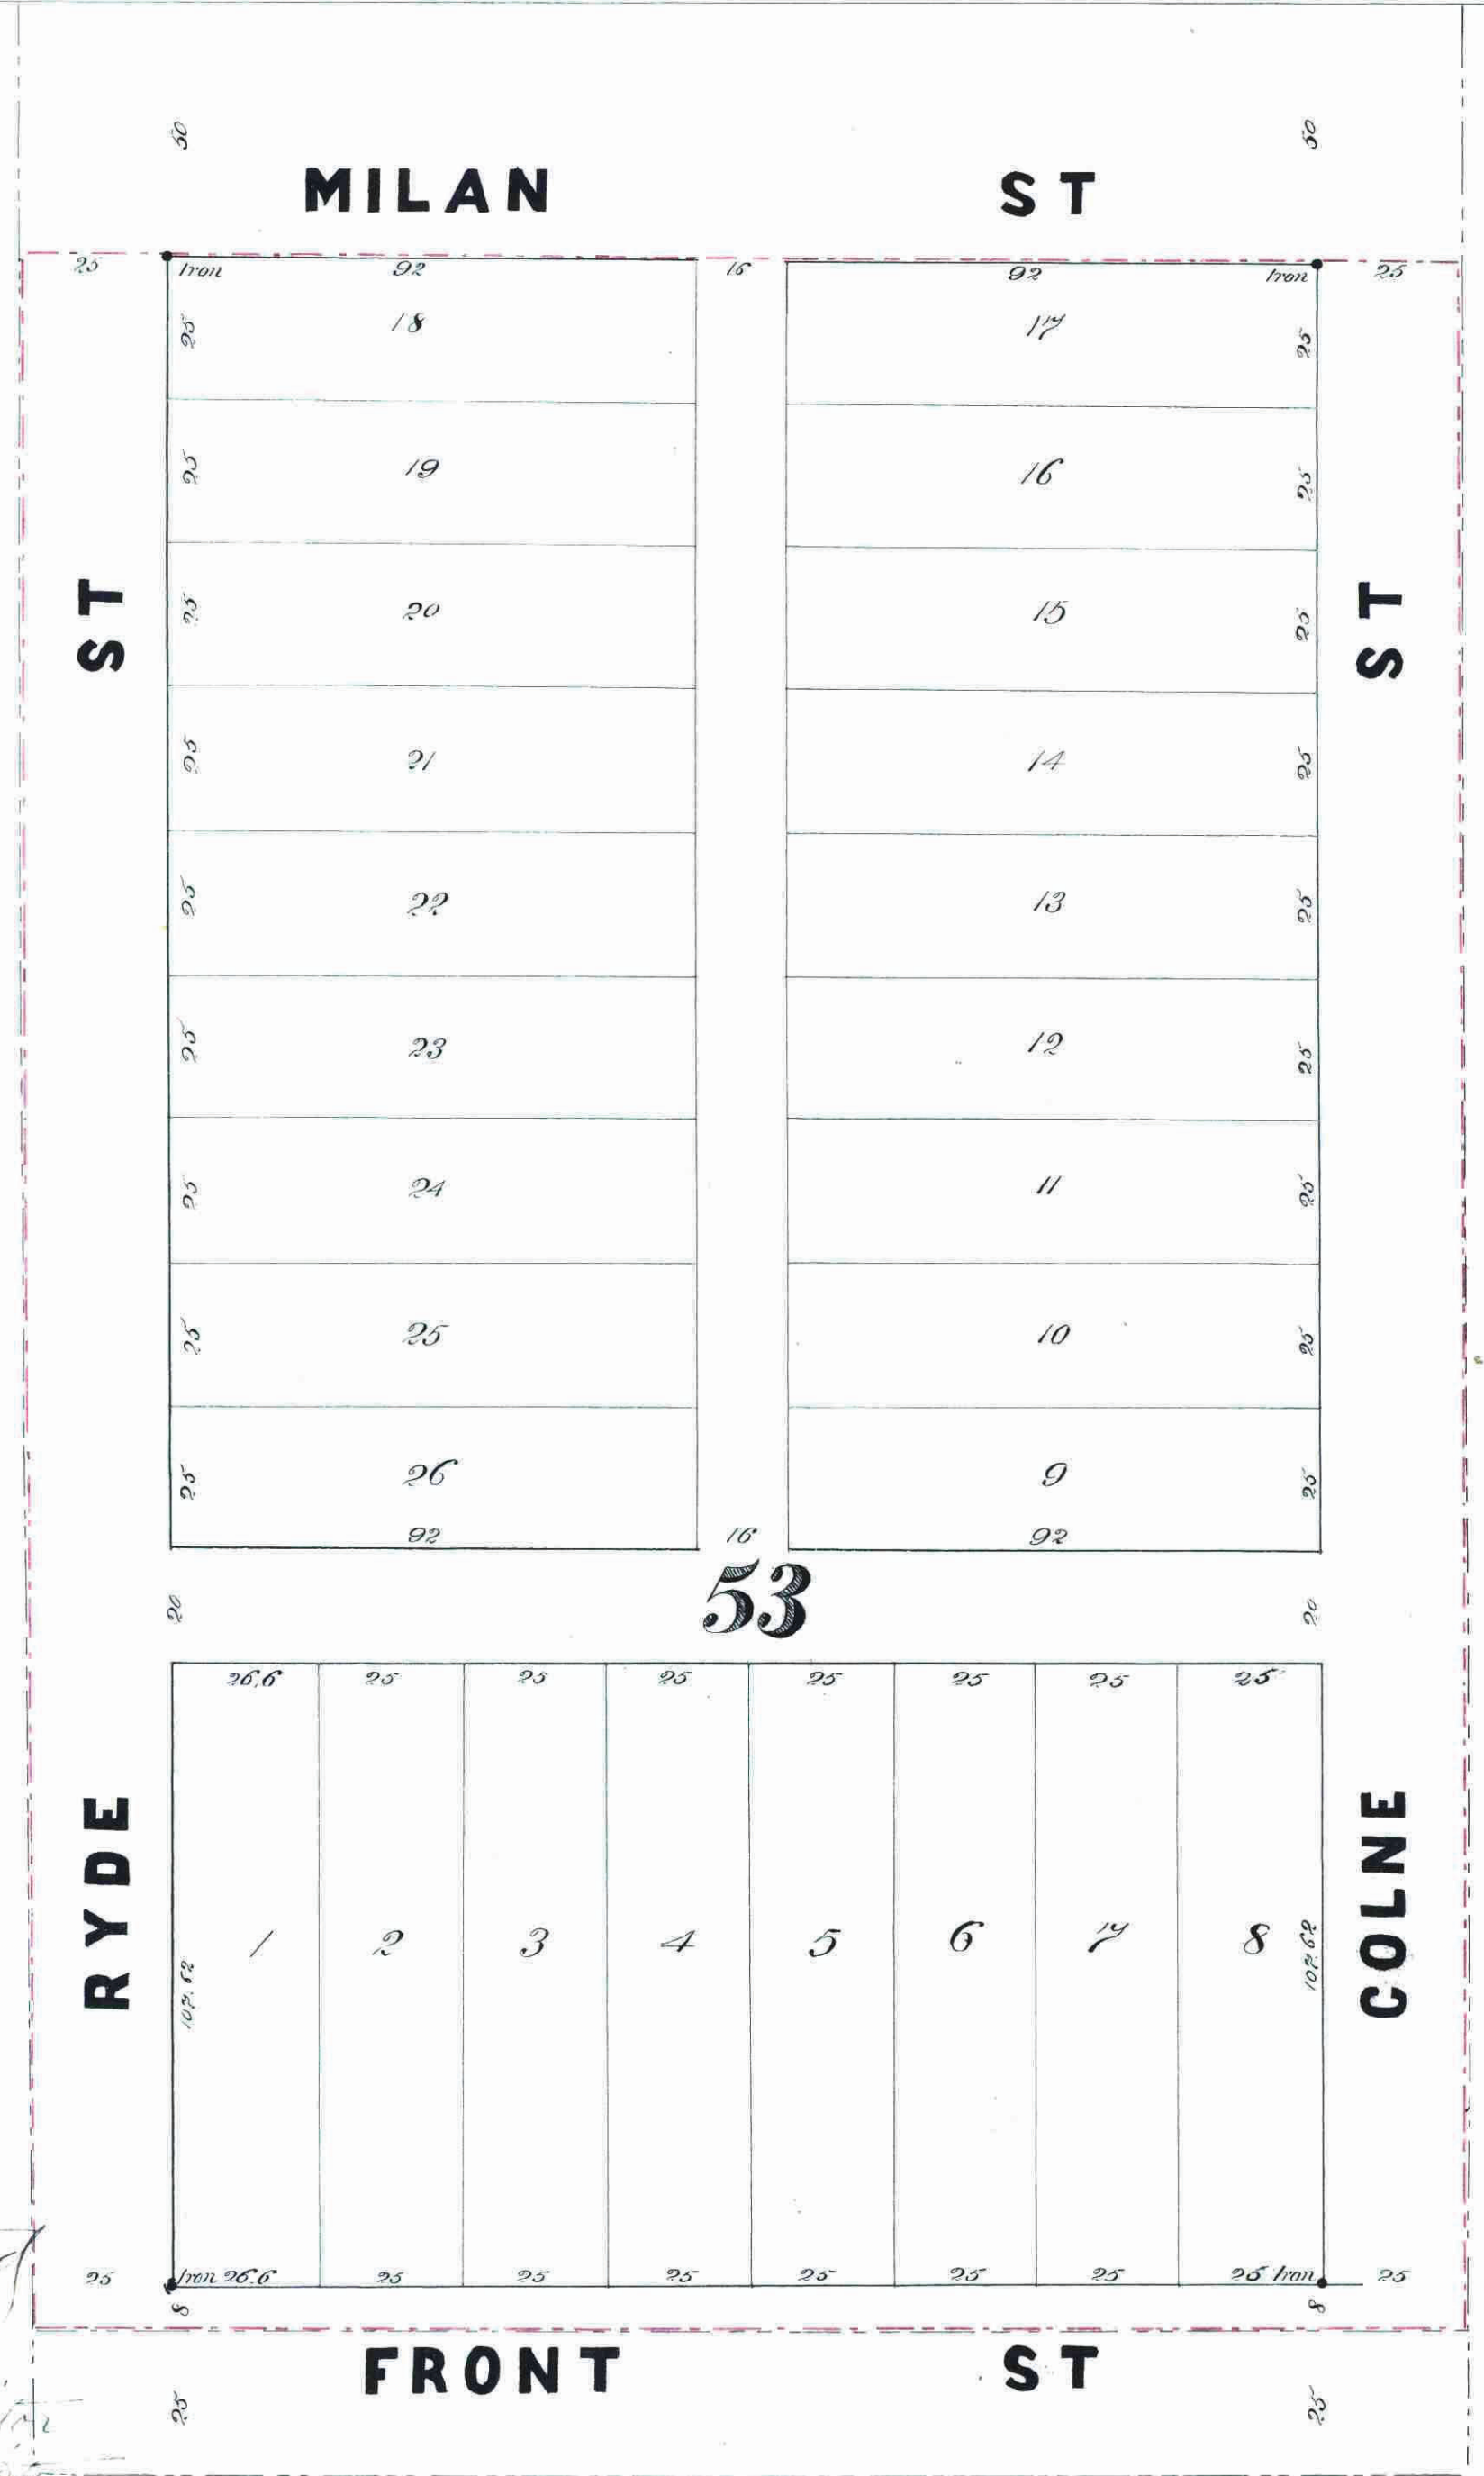 50 50
MILAN ST
25 Iron 92 16 92 Iron 25
25 18 17 25
25 19 16 25
ST 25 20 15 25 ST
25 21 14 25
25 22 13 25
25 23 12 25
25 24 11 25
25 25 10 25
25 26 9 25
92 16 92
20 53 20
26,6 25 25 25 25 25 25 25
RYDE 107.62 1 2 3 4 5 6 7 8 107.62 COLNE
25 Iron 26.6 25 25 25 25 25 25 25 Iron 25
8 8
FRONT ST
25 25